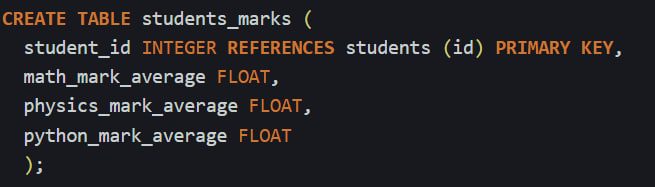 CREATE TABLE students_marks (
student_id INTEGER REFERENCES students (id) PRIMARY KEY,
math_mark_average FLOAT,
physics_mark_average FLOAT,
python_mark_average FLOAT
);